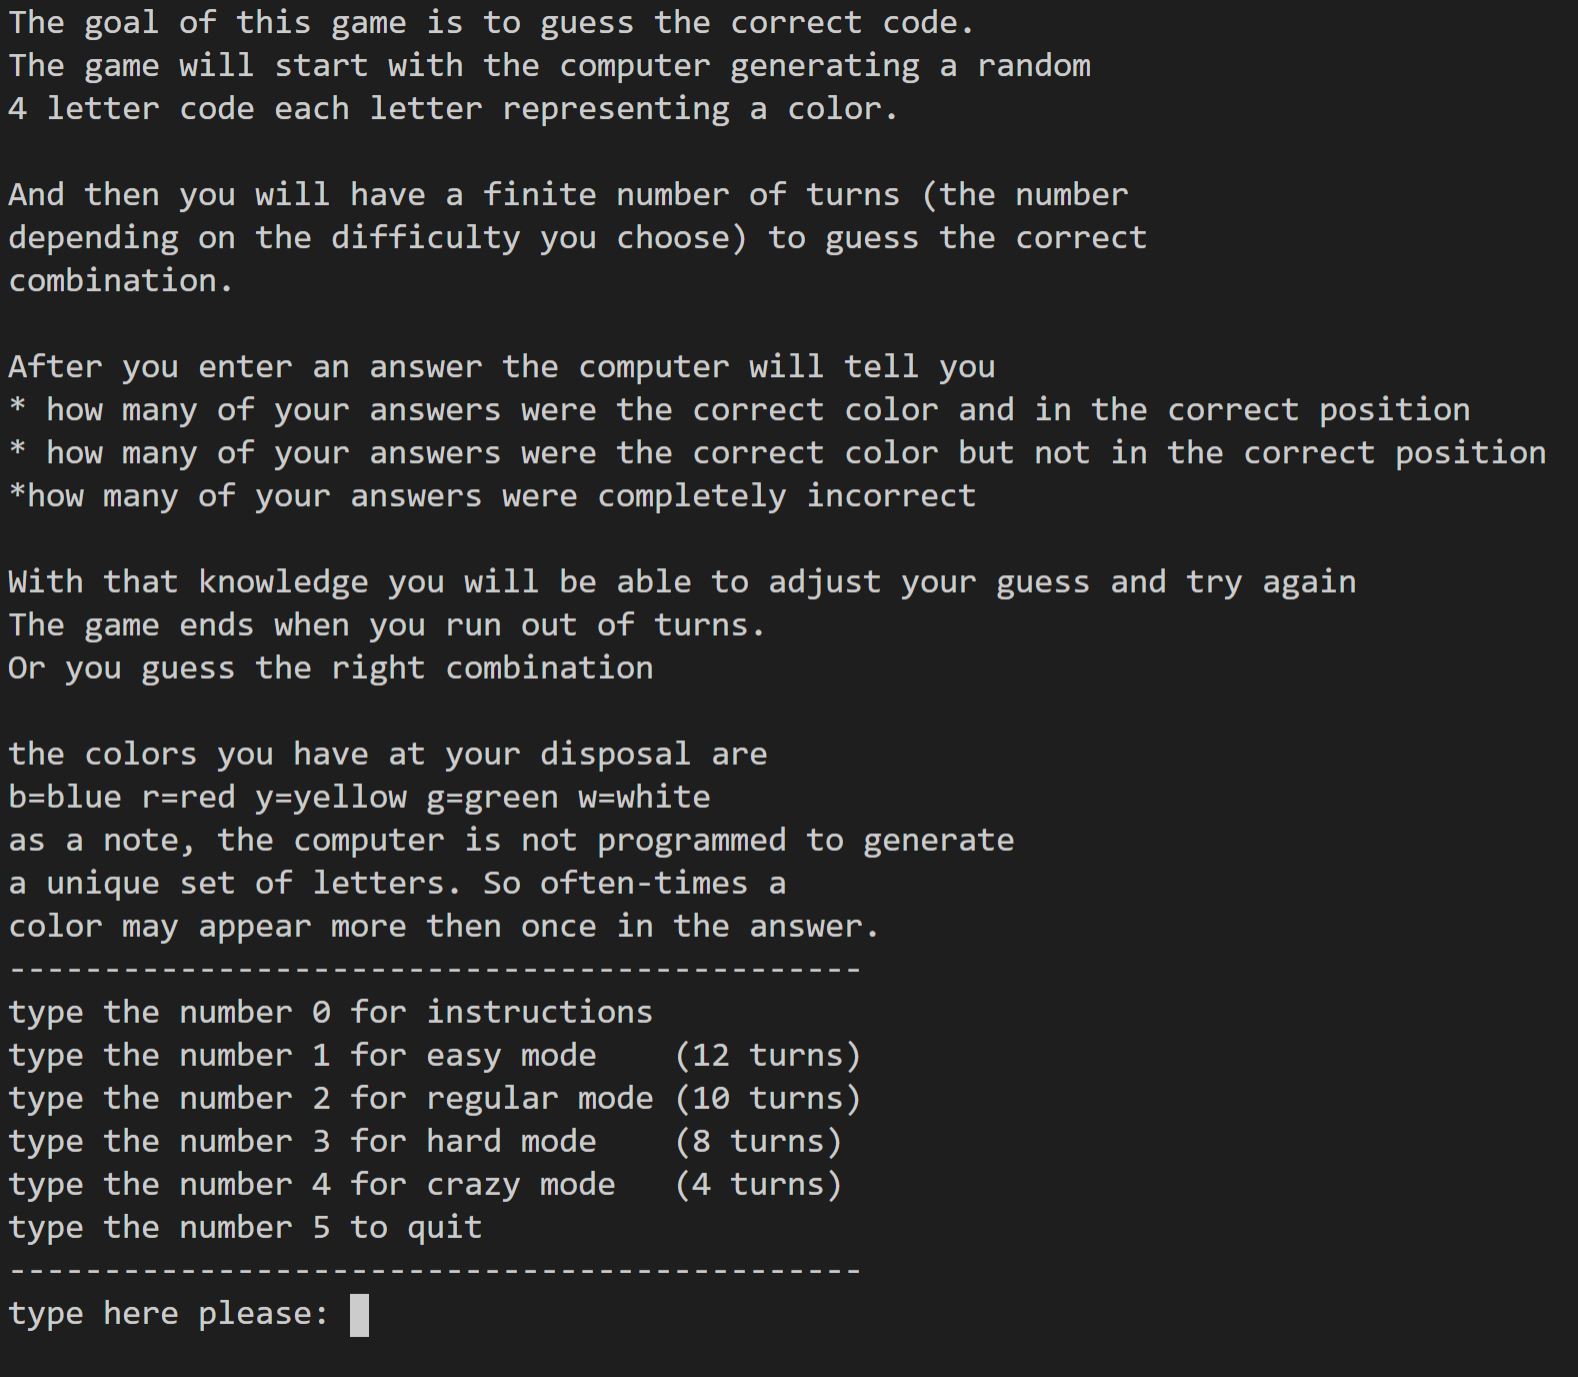 The goal of this game is to guess the correct code.
The game will start with the computer generating a random
4 letter code each letter representing a color.

And then you will have a finite number of turns (the number
depending on the difficulty you choose) to guess the correct
combination.

After you enter an answer the computer will tell you
* how many of your answers were the correct color and in the correct position
* how many of your answers were the correct color but not in the correct position
*how many of your answers were completely incorrect

With that knowledge you will be able to adjust your guess and try again
The game ends when you run out of turns.
Or you guess the right combination

the colors you have at your disposal are
b=blue r=red y=yellow g=green w=white
as a note, the computer is not programmed to generate
a unique set of letters. So often-times a
color may appear more then once in the answer.
---------------------------------------------
type the number 0 for instructions
type the number 1 for easy mode    (12 turns)
type the number 2 for regular mode (10 turns)
type the number 3 for hard mode    (8 turns)
type the number 4 for crazy mode   (4 turns)
type the number 5 to quit
---------------------------------------------
type here please: